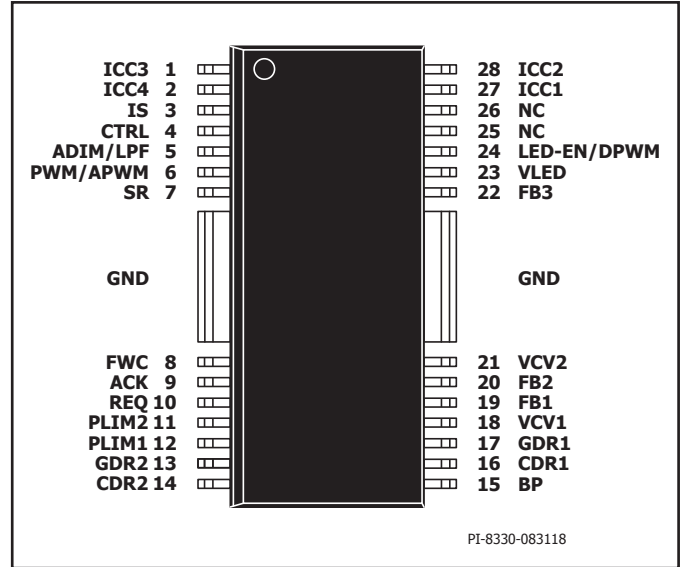 ICC3 1
ICC4 2
IS 3
CTRL 4
ADIM/LPF 5
PWM/APWM 6
SR 7
GND
FWC 8
ACK 9
REQ 10
PLIM2 11
PLIM1 12
GDR2 13
CDR2 14
28 ICC2
27 ICC1
26 NC
25 NC
24 LED-EN/DPWM
23 VLED
22 FB3
GND
21 VCV2
20 FB2
19 FB1
18 VCV1
17 GDR1
16 CDR1
15 BP
PI-8330-083118